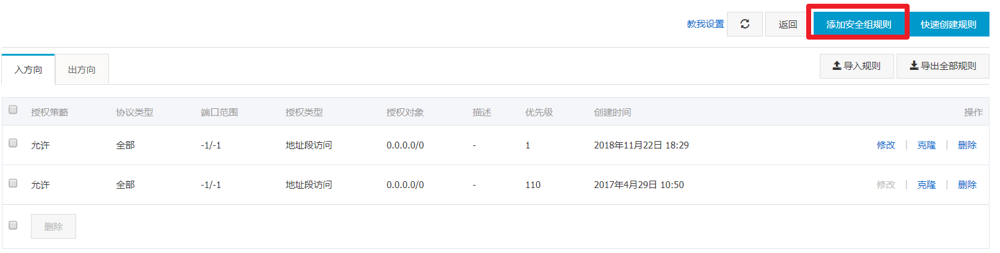 教我设置 返回 添加安全组规则 快速创建规则
入方向 出方向 导入规则 导出全部规则
授权策略 协议类型 端口范围 授权类型 授权对象 描述 优先级 创建时间 操作
允许 全部 -1/-1 地址段访问 0.0.0.0/0 - 1 2018年11月22日 18:29 修改 | 克隆 | 删除
允许 全部 -1/-1 地址段访问 0.0.0.0/0 - 110 2017年4月29日 10:50 修改 | 克隆 | 删除
删除